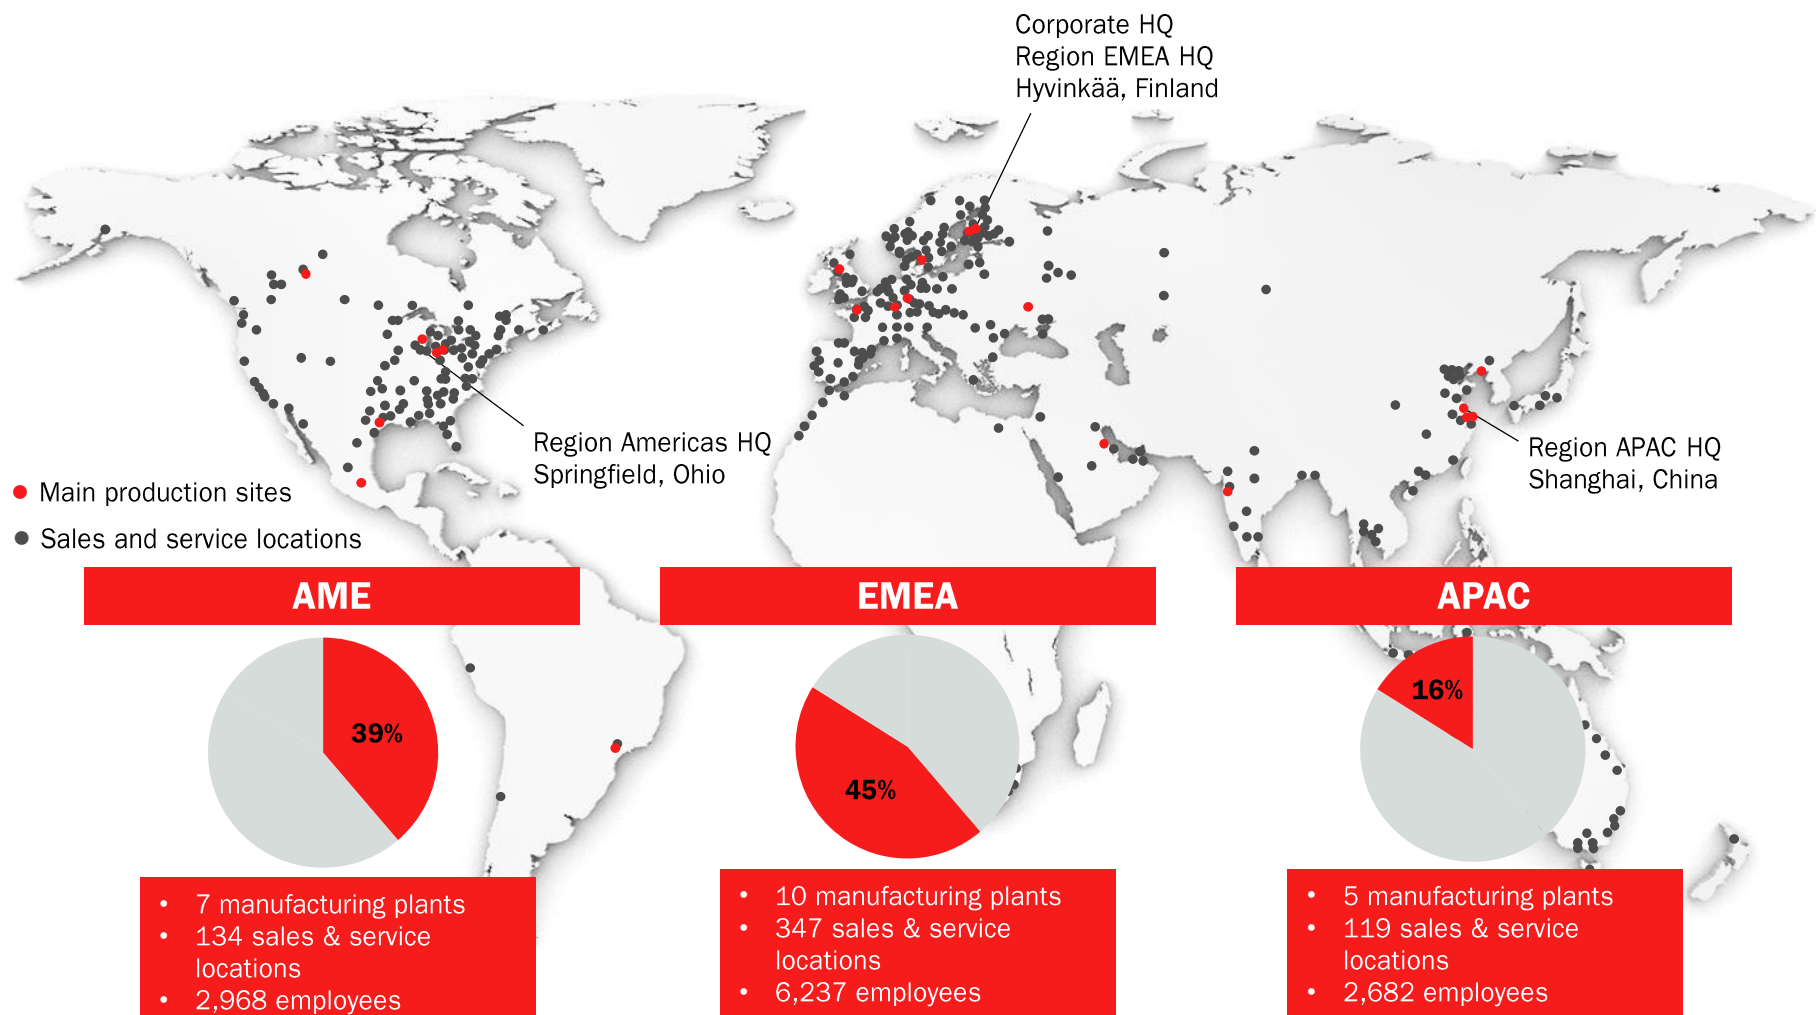 Corporate HQ
Region EMEA HQ
Hyvinkää, Finland
Region Americas HQ
Springfield, Ohio
Region APAC HQ
Shanghai, China
Main production sites
Sales and service locations
AME
EMEA
APAC
39%
45%
16%
• 7 manufacturing plants
• 134 sales & service
locations
• 2,968 employees
• 10 manufacturing plants
• 347 sales & service
locations
• 6,237 employees
• 5 manufacturing plants
• 119 sales & service
locations
• 2,682 employees